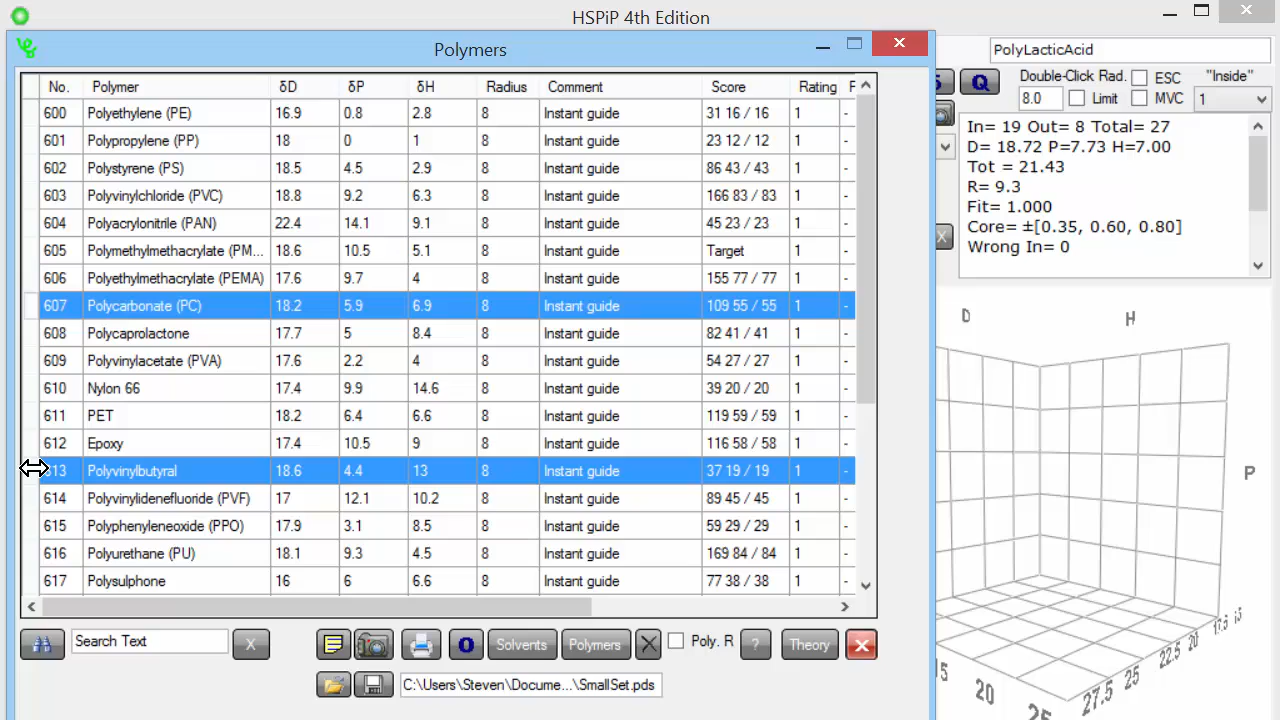 HSPiP 4th Edition
Polymers
No. Polymer δD δP δH Radius Comment Score Rating F
600 Polyethylene (PE) 16.9 0.8 2.8 8 Instant guide 31 16 / 16 1 -
601 Polypropylene (PP) 18 0 1 8 Instant guide 23 12 / 12 1 -
602 Polystyrene (PS) 18.5 4.5 2.9 8 Instant guide 86 43 / 43 1 -
603 Polyvinylchloride (PVC) 18.8 9.2 6.3 8 Instant guide 166 83 / 83 1 -
604 Polyacrylonitrile (PAN) 22.4 14.1 9.1 8 Instant guide 45 23 / 23 1 -
605 Polymethylmethacrylate (PM... 18.6 10.5 5.1 8 Instant guide Target 1 -
606 Polyethylmethacrylate (PEMA) 17.6 9.7 4 8 Instant guide 155 77 / 77 1 -
607 Polycarbonate (PC) 18.2 5.9 6.9 8 Instant guide 109 55 / 55 1 -
608 Polycaprolactone 17.7 5 8.4 8 Instant guide 82 41 / 41 1 -
609 Polyvinylacetate (PVA) 17.6 2.2 4 8 Instant guide 54 27 / 27 1 -
610 Nylon 66 17.4 9.9 14.6 8 Instant guide 39 20 / 20 1 -
611 PET 18.2 6.4 6.6 8 Instant guide 119 59 / 59 1 -
612 Epoxy 17.4 10.5 9 8 Instant guide 116 58 / 58 1 -
13 Polyvinylbutyral 18.6 4.4 13 8 Instant guide 37 19 / 19 1 -
614 Polyvinylidenefluoride (PVF) 17 12.1 10.2 8 Instant guide 89 45 / 45 1 -
615 Polyphenyleneoxide (PPO) 17.9 3.1 8.5 8 Instant guide 59 29 / 29 1 -
616 Polyurethane (PU) 18.1 9.3 4.5 8 Instant guide 169 84 / 84 1 -
617 Polysulphone 16 6 6.6 8 Instant guide 77 38 / 38 1 -
Search Text X O Solvents Polymers Poly. R ? Theory
C:\Users\Steven\Docume...\SmallSet.pds
PolyLacticAcid
Q Double-Click Rad. ESC "Inside"
8.0 Limit MVC 1
In= 19 Out= 8 Total= 27
D= 18.72 P=7.73 H=7.00
Tot = 21.43
R= 9.3
Fit= 1.000
Core= ±[0.35, 0.60, 0.80]
Wrong In= 0
X
D H
P
15 20 25
27.5 25 22.5 20 17.5 15